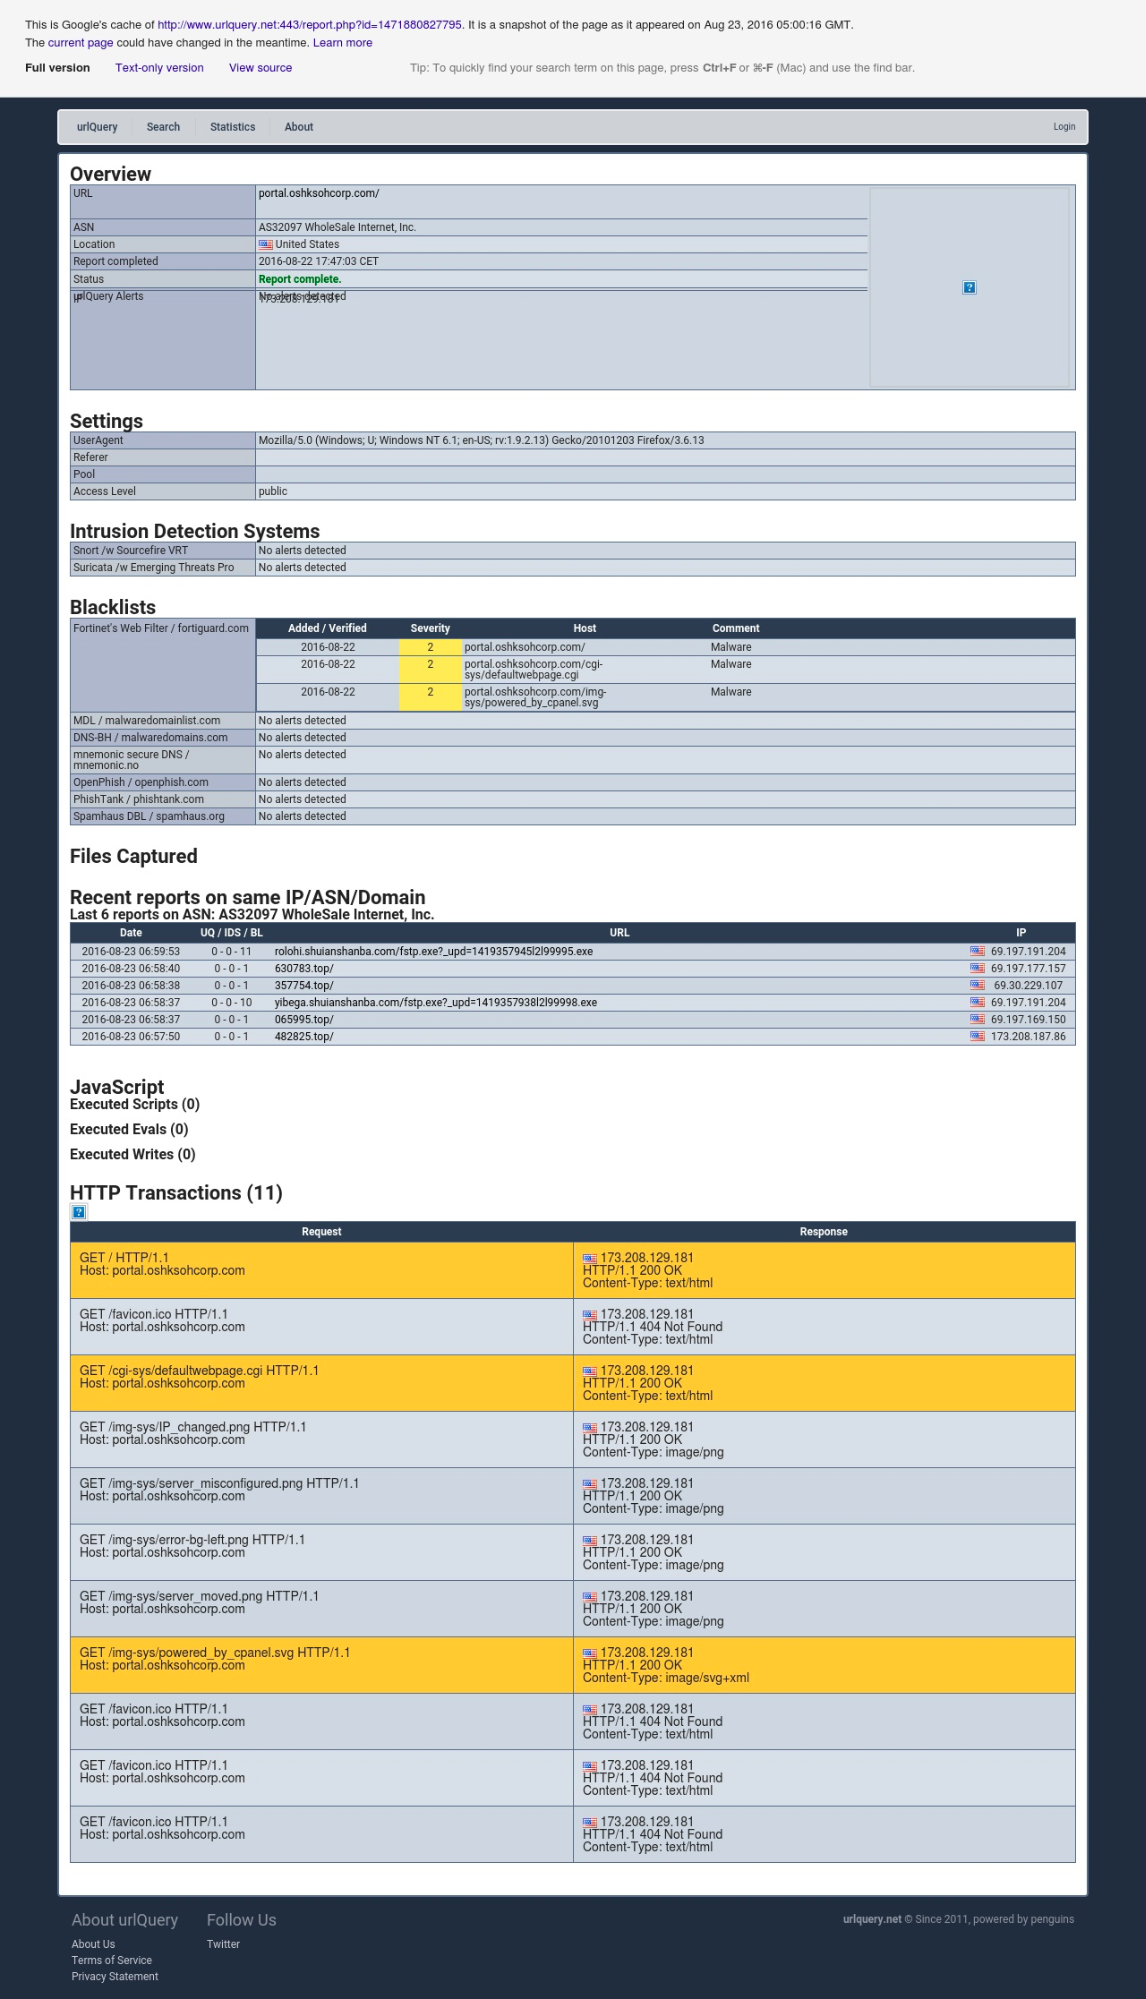 This is Google's cache of http://www.urlquery.net:443/report.php?id=1471880827795. It is a snapshot of the page as it appeared on Aug 23, 2016 05:00:16 GMT.
The current page could have changed in the meantime. Learn more
Full version Text-only version View source Tip: To quickly find your search term on this page, press Ctrl+F or ⌘-F (Mac) and use the find bar.
urlQuery Search Statistics About Login
Overview
URL portal.oshksohcorp.com/
ASN AS32097 WholeSale Internet, Inc.
Location United States
Report completed 2016-08-22 17:47:03 CET
Status Report complete.
urlQuery Alerts No alerts detected
IP 173.208.129.181
Settings
UserAgent Mozilla/5.0 (Windows; U; Windows NT 6.1; en-US; rv:1.9.2.13) Gecko/20101203 Firefox/3.6.13
Referer
Pool
Access Level public
Intrusion Detection Systems
Snort /w Sourcefire VRT No alerts detected
Suricata /w Emerging Threats Pro No alerts detected
Blacklists
Fortinet's Web Filter / fortiguard.com Added / Verified Severity Host Comment
2016-08-22 2 portal.oshksohcorp.com/ Malware
2016-08-22 2 portal.oshksohcorp.com/cgi- Malware
sys/defaultwebpage.cgi
2016-08-22 2 portal.oshksohcorp.com/img- Malware
sys/powered_by_cpanel.svg
MDL / malwaredomainlist.com No alerts detected
DNS-BH / malwaredomains.com No alerts detected
mnemonic secure DNS / No alerts detected
mnemonic.no
OpenPhish / openphish.com No alerts detected
PhishTank / phishtank.com No alerts detected
Spamhaus DBL / spamhaus.org No alerts detected
Files Captured
Recent reports on same IP/ASN/Domain
Last 6 reports on ASN: AS32097 WholeSale Internet, Inc.
Date UQ / IDS / BL URL IP
2016-08-23 06:59:53 0 - 0 - 11 rolohi.shuianshanba.com/fstp.exe?_upd=1419357945l2l99995.exe 69.197.191.204
2016-08-23 06:58:40 0 - 0 - 1 630783.top/ 69.197.177.157
2016-08-23 06:58:38 0 - 0 - 1 357754.top/ 69.30.229.107
2016-08-23 06:58:37 0 - 0 - 10 yibega.shuianshanba.com/fstp.exe?_upd=1419357938l2l99998.exe 69.197.191.204
2016-08-23 06:58:37 0 - 0 - 1 065995.top/ 69.197.169.150
2016-08-23 06:57:50 0 - 0 - 1 482825.top/ 173.208.187.86
JavaScript
Executed Scripts (0)
Executed Evals (0)
Executed Writes (0)
HTTP Transactions (11)
Request Response
GET / HTTP/1.1 173.208.129.181
Host: portal.oshksohcorp.com HTTP/1.1 200 OK
Content-Type: text/html
GET /favicon.ico HTTP/1.1 173.208.129.181
Host: portal.oshksohcorp.com HTTP/1.1 404 Not Found
Content-Type: text/html
GET /cgi-sys/defaultwebpage.cgi HTTP/1.1 173.208.129.181
Host: portal.oshksohcorp.com HTTP/1.1 200 OK
Content-Type: text/html
GET /img-sys/IP_changed.png HTTP/1.1 173.208.129.181
Host: portal.oshksohcorp.com HTTP/1.1 200 OK
Content-Type: image/png
GET /img-sys/server_misconfigured.png HTTP/1.1 173.208.129.181
Host: portal.oshksohcorp.com HTTP/1.1 200 OK
Content-Type: image/png
GET /img-sys/error-bg-left.png HTTP/1.1 173.208.129.181
Host: portal.oshksohcorp.com HTTP/1.1 200 OK
Content-Type: image/png
GET /img-sys/server_moved.png HTTP/1.1 173.208.129.181
Host: portal.oshksohcorp.com HTTP/1.1 200 OK
Content-Type: image/png
GET /img-sys/powered_by_cpanel.svg HTTP/1.1 173.208.129.181
Host: portal.oshksohcorp.com HTTP/1.1 200 OK
Content-Type: image/svg+xml
GET /favicon.ico HTTP/1.1 173.208.129.181
Host: portal.oshksohcorp.com HTTP/1.1 404 Not Found
Content-Type: text/html
GET /favicon.ico HTTP/1.1 173.208.129.181
Host: portal.oshksohcorp.com HTTP/1.1 404 Not Found
Content-Type: text/html
GET /favicon.ico HTTP/1.1 173.208.129.181
Host: portal.oshksohcorp.com HTTP/1.1 404 Not Found
Content-Type: text/html
About urlQuery Follow Us urlquery.net © Since 2011, powered by penguins
About Us Twitter
Terms of Service
Privacy Statement